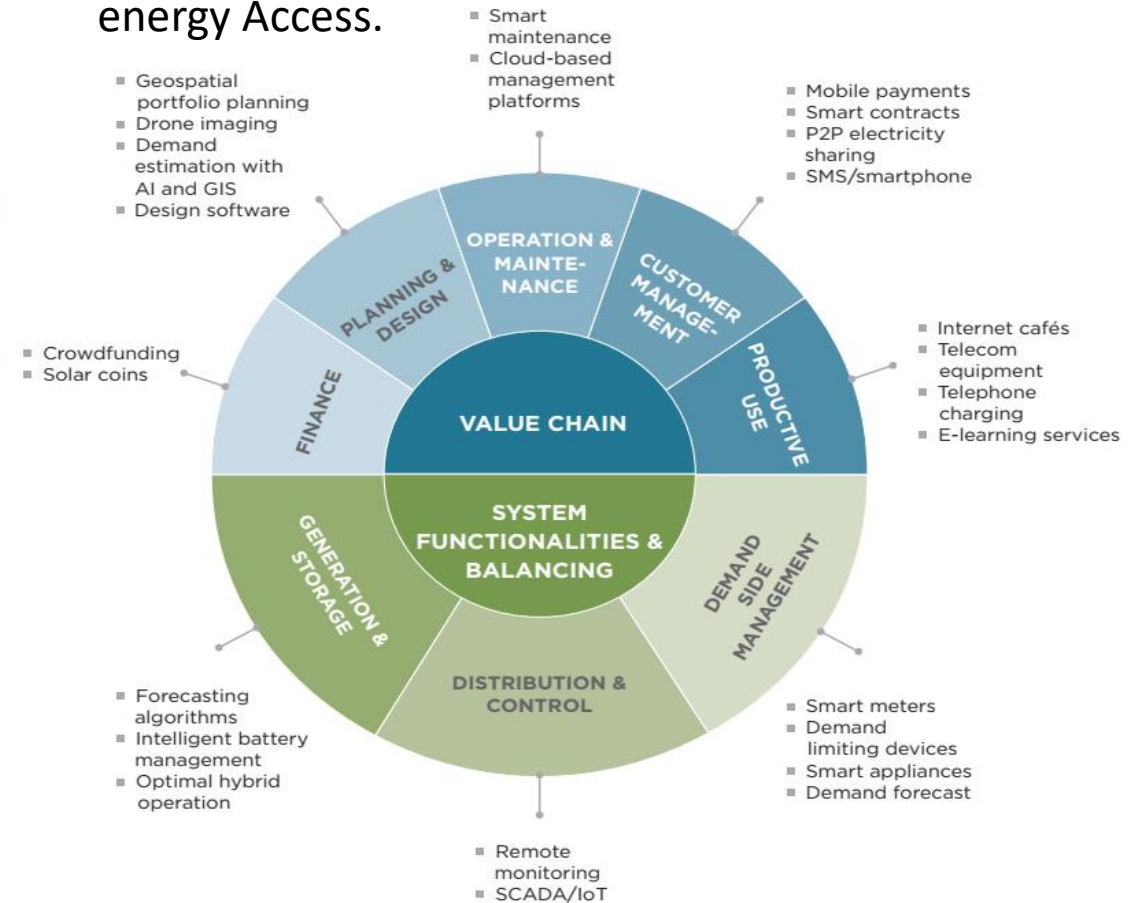 energy Access.
▪ Smart
maintenance
▪ Cloud-based
management
platforms
▪ Geospatial
portfolio planning
▪ Drone imaging
▪ Demand
estimation with
AI and GIS
▪ Design software
▪ Mobile payments
▪ Smart contracts
▪ P2P electricity
sharing
▪ SMS/smartphone
OPERATION &
MAINTE-
NANCE
PLANNING &
DESIGN
CUSTOMER
MANAGE-
MENT
▪ Crowdfunding
▪ Solar coins
FINANCE
PRODUCTIVE
USE
▪ Internet cafés
▪ Telecom
equipment
▪ Telephone
charging
▪ E-learning services
VALUE CHAIN
SYSTEM
FUNCTIONALITIES &
BALANCING
GENERATION &
STORAGE
DISTRIBUTION &
CONTROL
DEMAND
SIDE
MANAGEMENT
▪ Forecasting
algorithms
▪ Intelligent battery
management
▪ Optimal hybrid
operation
▪ Smart meters
▪ Demand
limiting devices
▪ Smart appliances
▪ Demand forecast
▪ Remote
monitoring
▪ SCADA/IoT